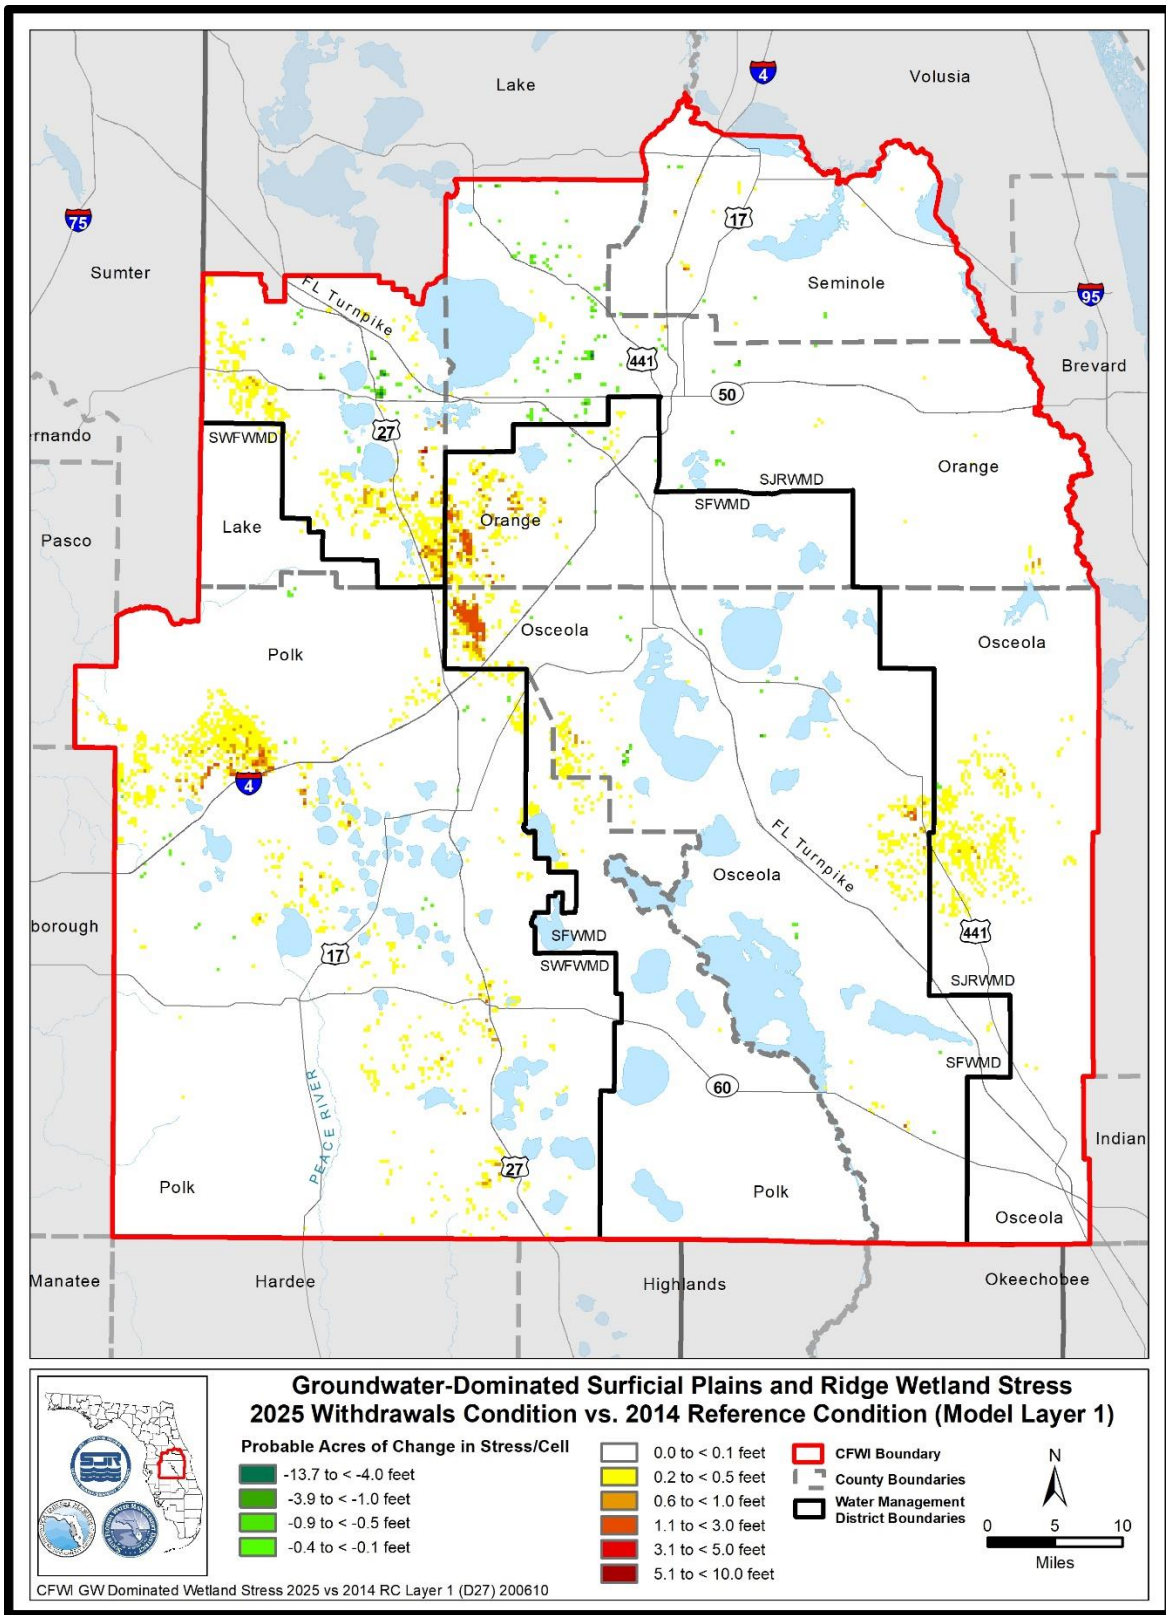 Lake
Volusia
4
75
17
Sumter
Seminole
95
FL Turnpike
441
Brevard
50
27
ernando
SWFWMD
Orange
SJRWMD
SFWMD
Lake
Orange
Pasco
Osceola
Osceola
Polk
4
FL Turnpike
Osceola
borough
441
17
SFWMD
SWFWMD
SJRWMD
SFWMD
60
PEACE RIVER
Indian
27
Polk
Polk
Osceola
Manatee
Hardee
Highlands
Okeechobee
Groundwater-Dominated Surficial Plains and Ridge Wetland Stress
2025 Withdrawals Condition vs. 2014 Reference Condition (Model Layer 1)
Probable Acres of Change in Stress/Cell
-13.7 to < -4.0 feet
-3.9 to < -1.0 feet
-0.9 to < -0.5 feet
-0.4 to < -0.1 feet
0.0 to < 0.1 feet
0.2 to < 0.5 feet
0.6 to < 1.0 feet
1.1 to < 3.0 feet
3.1 to < 5.0 feet
5.1 to < 10.0 feet
CFWI Boundary
County Boundaries
Water Management
District Boundaries
N
0 5 10
Miles
SJR
CFWI GW Dominated Wetland Stress 2025 vs 2014 RC Layer 1 (D27) 200610